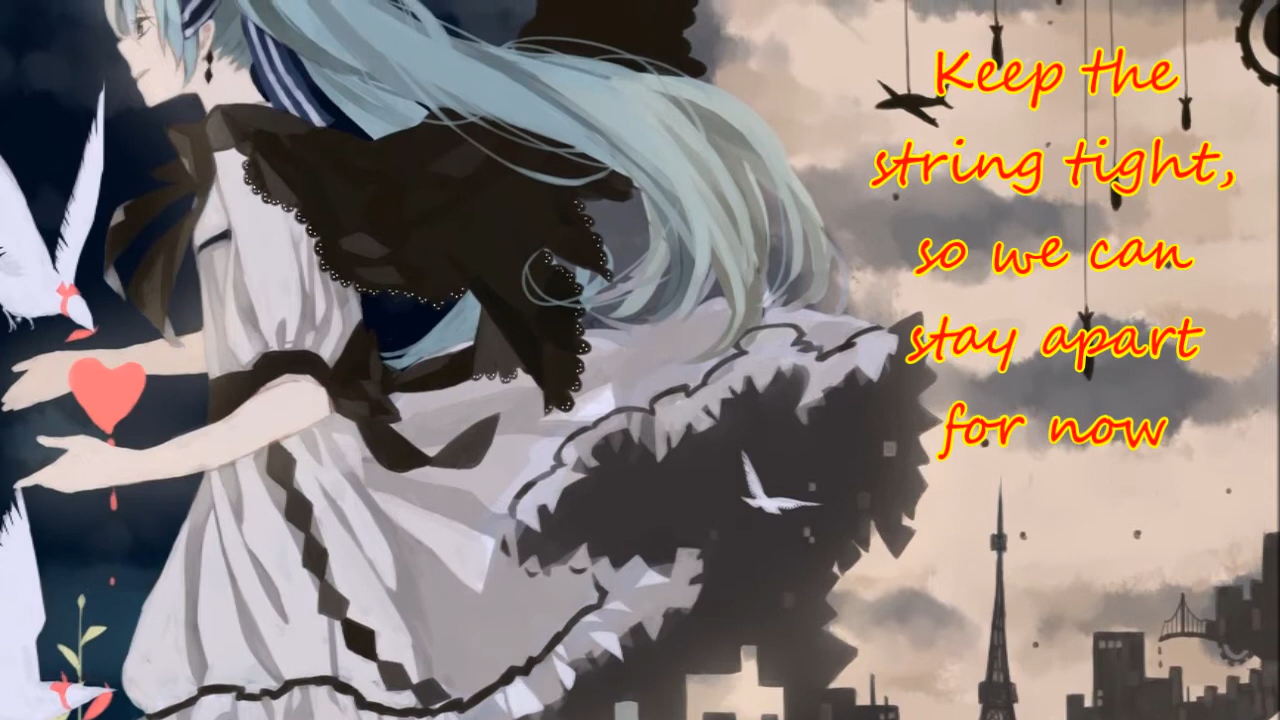 Keep the
string tight,
so we can
stay apart
for now